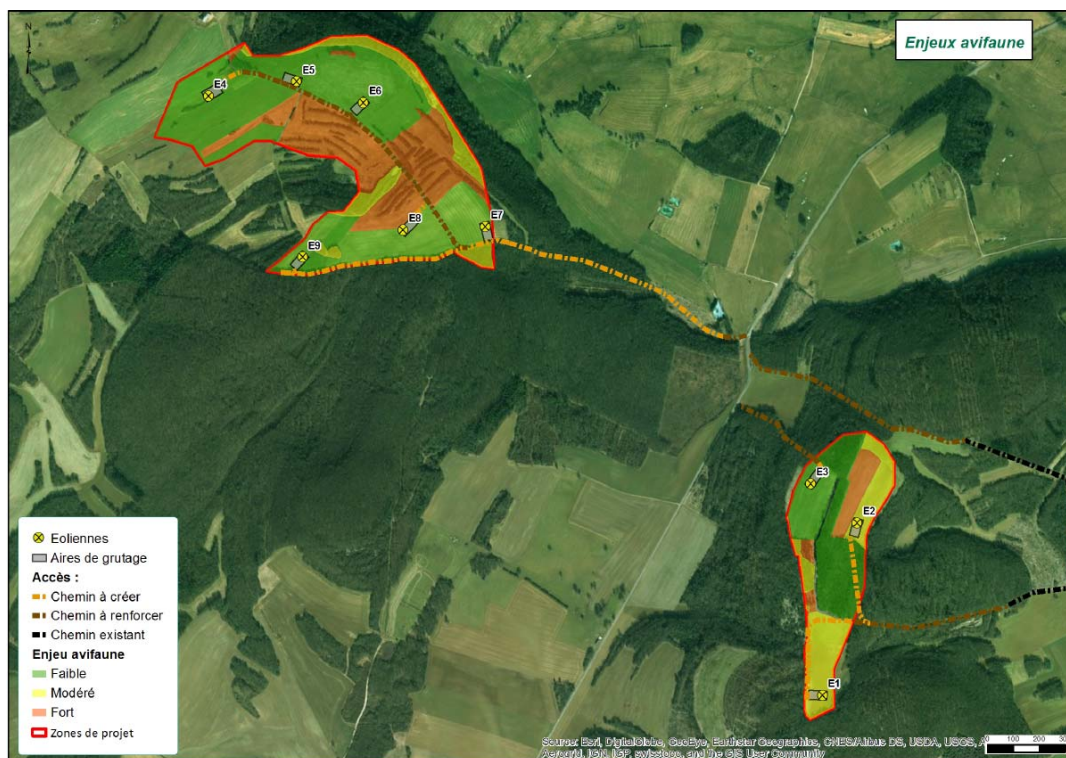 Enjeux avifaune
N
E5
E4
E6
E8
E7
E9
E3
E2
E1
Eoliennes
Aires de grutage
Accès :
Chemin à créer
Chemin à renforcer
Chemin existant
Enjeu avifaune
Faible
Modéré
Fort
Zones de projet
Source: Esri, DigitalGlobe, GeoEye, Earthstar Geographics, CNES/Airbus DS, USDA, USGS,
Aerogrid, IGN, IGP, swisstopo, and the GIS User Community
0 100 200